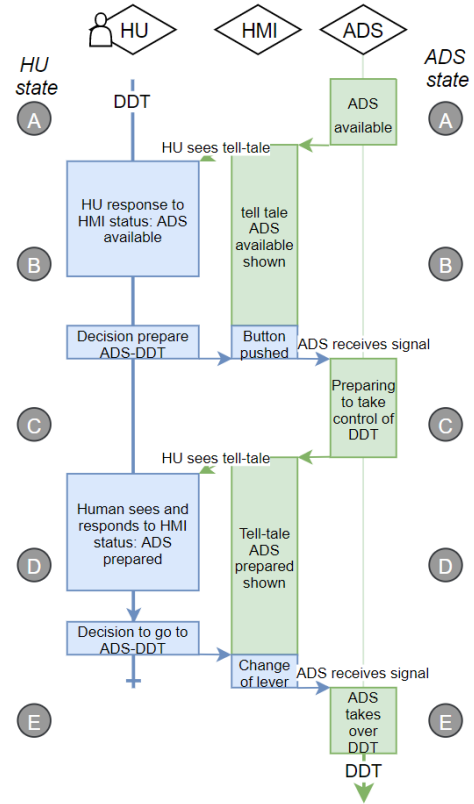 HU
HMI
ADS
HU
state
ADS
state
DDT
A
ADS
available
A
HU sees tell-tale
HU response to
HMI status: ADS
available
tell tale
ADS
available
shown
B
B
Decision prepare
ADS-DDT
Button
pushed
ADS receives signal
Preparing
to take
control of
DDT
C
C
HU sees tell-tale
Human sees and
responds to HMI
status: ADS
prepared
Tell-tale
ADS
prepared
shown
D
D
Decision to go to
ADS-DDT
Change
of lever
ADS receives signal
ADS
takes
over
DDT
E
E
DDT